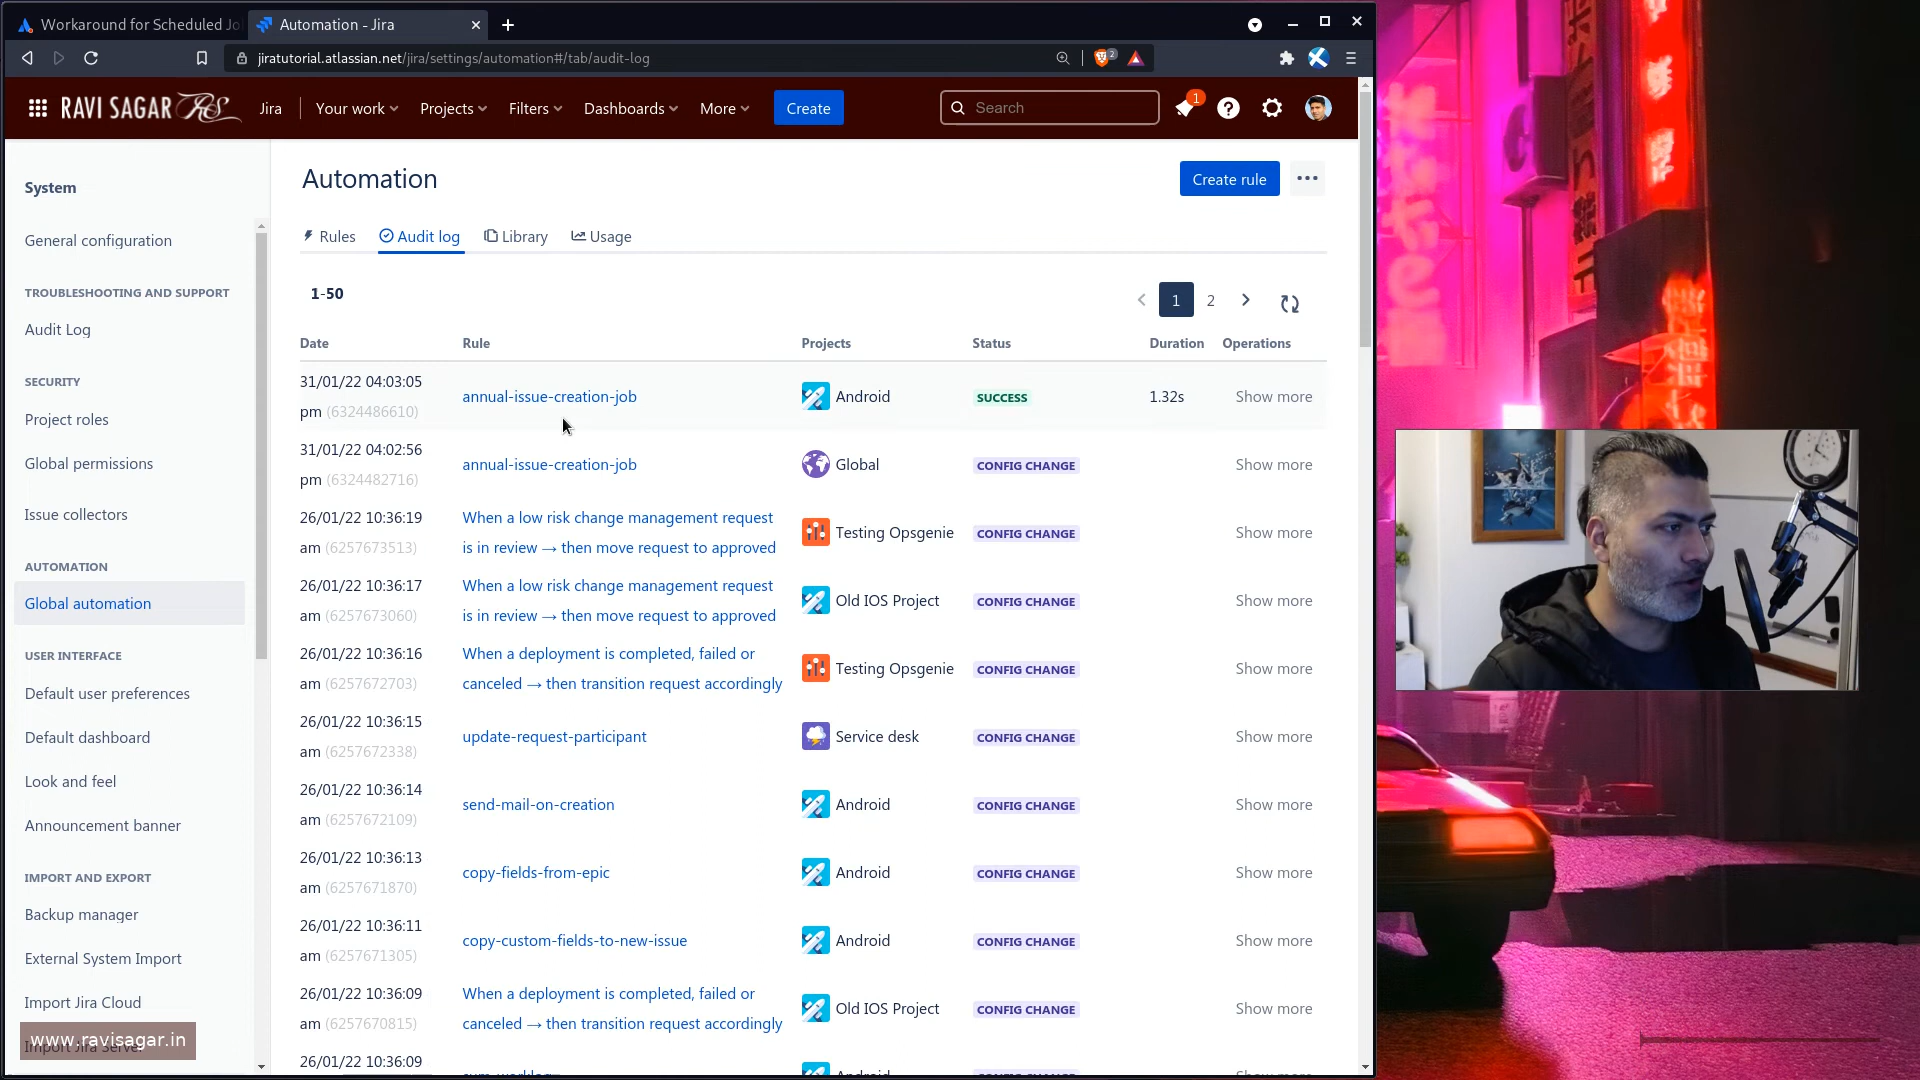 Workaround for Scheduled Jo
Automation - Jira
jiratutorial.atlassian.net/jira/settings/automation#/tab/audit-log
2
RAVI SAGAR RS
Jira
Your work
Projects
Filters
Dashboards
More
Create
Search
1
System
General configuration
TROUBLESHOOTING AND SUPPORT
Audit Log
SECURITY
Project roles
Global permissions
Issue collectors
AUTOMATION
Global automation
USER INTERFACE
Default user preferences
Default dashboard
Look and feel
Announcement banner
IMPORT AND EXPORT
Backup manager
External System Import
Import Jira Cloud
Import Jira Server
www.ravisagar.in
Automation
Create rule
Rules
Audit log
Library
Usage
1-50
1
2
Date Rule Projects Status Duration Operations
31/01/22 04:03:05
pm (6324486610)
annual-issue-creation-job
Android
SUCCESS
1.32s
Show more
31/01/22 04:02:56
pm (6324482716)
annual-issue-creation-job
Global
CONFIG CHANGE
Show more
26/01/22 10:36:19
am (6257673513)
When a low risk change management request
is in review → then move request to approved
Testing Opsgenie
CONFIG CHANGE
Show more
26/01/22 10:36:17
am (6257673060)
When a low risk change management request
is in review → then move request to approved
Old IOS Project
CONFIG CHANGE
Show more
26/01/22 10:36:16
am (6257672703)
When a deployment is completed, failed or
canceled → then transition request accordingly
Testing Opsgenie
CONFIG CHANGE
Show more
26/01/22 10:36:15
am (6257672338)
update-request-participant
Service desk
CONFIG CHANGE
Show more
26/01/22 10:36:14
am (6257672109)
send-mail-on-creation
Android
CONFIG CHANGE
Show more
26/01/22 10:36:13
am (6257671870)
copy-fields-from-epic
Android
CONFIG CHANGE
Show more
26/01/22 10:36:11
am (6257671305)
copy-custom-fields-to-new-issue
Android
CONFIG CHANGE
Show more
26/01/22 10:36:09
am (6257670815)
When a deployment is completed, failed or
canceled → then transition request accordingly
Old IOS Project
CONFIG CHANGE
Show more
26/01/22 10:36:09
Android
CONFIG CHANGE
Show more